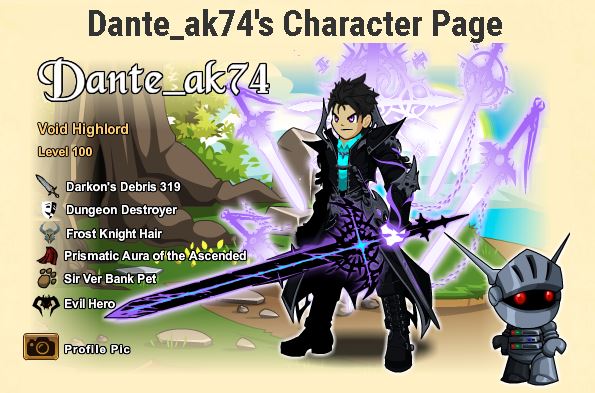 Dante_ak74's Character Page
Dante_ak74
Void Highlord
Level 100
Darkon's Debris 319
Dungeon Destroyer
Frost Knight Hair
Prismatic Aura of the Ascended
Sir Ver Bank Pet
Evil Hero
Profile Pic